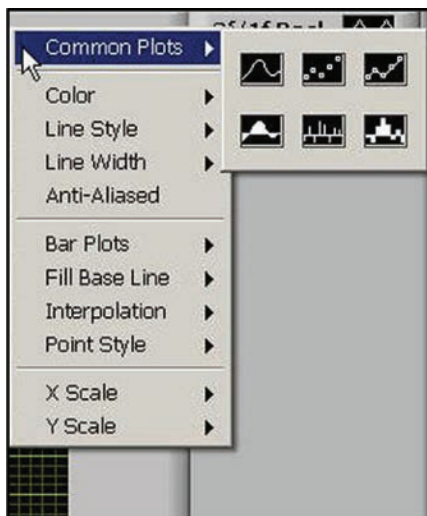 Common Plots
Color
Line Style
Line Width
Anti-Aliased
Bar Plots
Fill Base Line
Interpolation
Point Style
X Scale
Y Scale